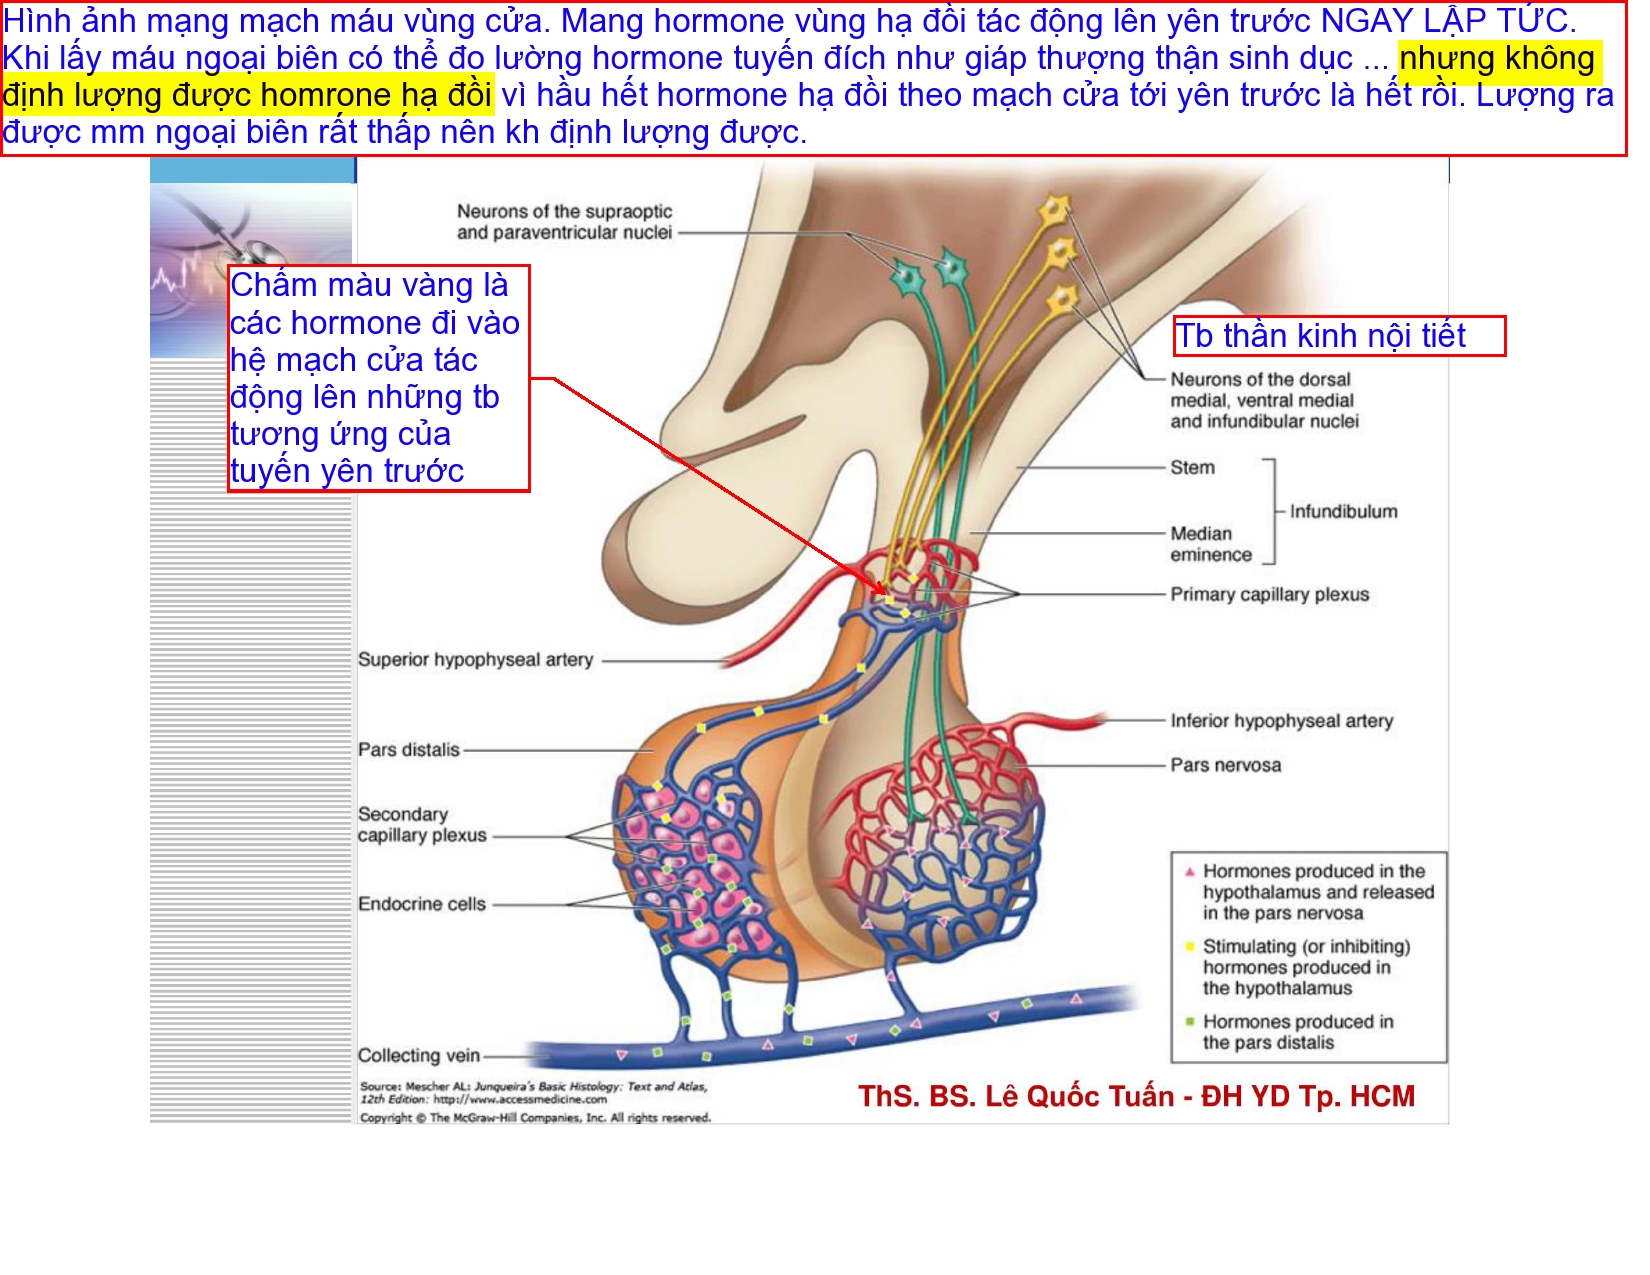 Hình ảnh mạng mạch máu vùng cửa. Mang hormone vùng hạ đồi tác động lên yên trước NGAY LẬP TỨC.
Khi lấy máu ngoại biên có thể đo lường hormone tuyến đích như giáp thượng thận sinh dục ... nhưng không
định lượng được homrone hạ đồi vì hầu hết hormone hạ đồi theo mạch cửa tới yên trước là hết rồi. Lượng ra
được mm ngoại biên rất thấp nên kh định lượng được.
Neurons of the supraoptic
and paraventricular nuclei
Chấm màu vàng là
các hormone đi vào
hệ mạch cửa tác
động lên những tb
tương ứng của
tuyến yên trước
Tb thần kinh nội tiết
Neurons of the dorsal
medial, ventral medial
and infundibular nuclei
Stem
Infundibulum
Median
eminence
Primary capillary plexus
Superior hypophyseal artery
Inferior hypophyseal artery
Pars distalis
Pars nervosa
Secondary
capillary plexus
Endocrine cells
Hormones produced in the
hypothalamus and released
in the pars nervosa
Stimulating (or inhibiting)
hormones produced in
the hypothalamus
Hormones produced in
the pars distalis
Collecting vein
Source: Mescher AL: Junqueira's Basic Histology: Text and Atlas,
12th Edition: http://www.accessmedicine.com
Copyright © The McGraw-Hill Companies, Inc. All rights reserved.
ThS. BS. Lê Quốc Tuấn - ĐH YD Tp. HCM